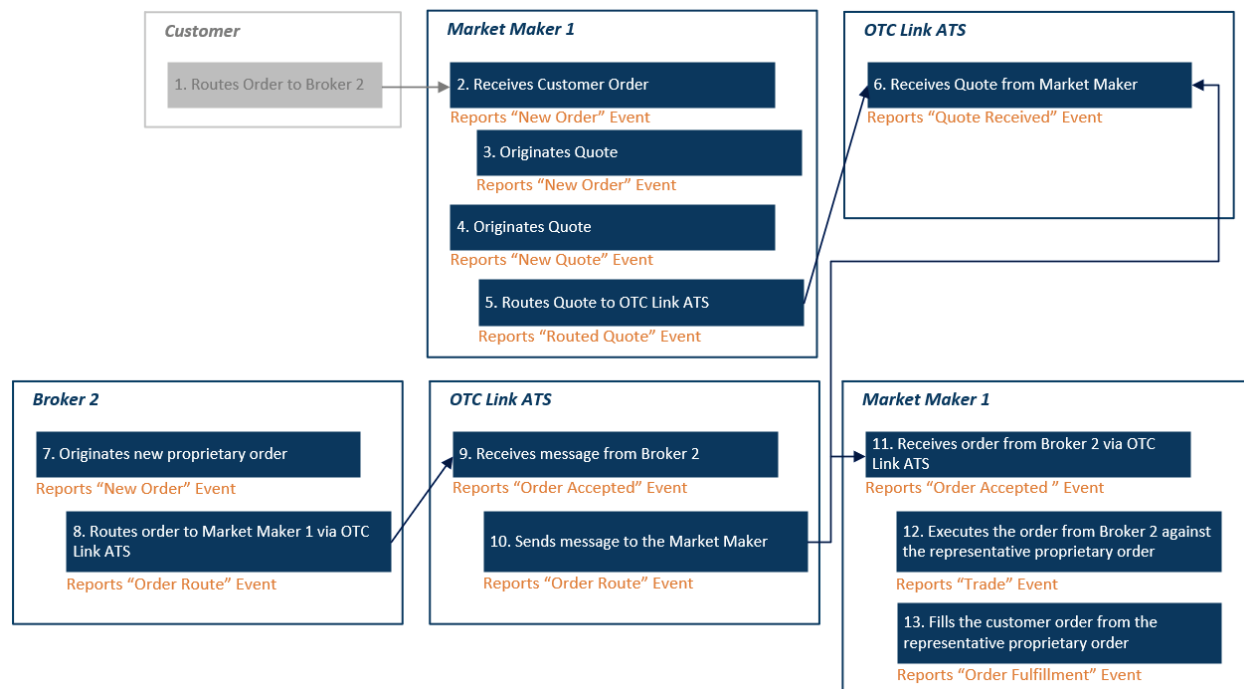 Customer
1. Routes Order to Broker 2
Market Maker 1
2. Receives Customer Order
Reports “New Order” Event
3. Originates Quote
Reports “New Order” Event
4. Originates Quote
Reports “New Quote” Event
5. Routes Quote to OTC Link ATS
Reports “Routed Quote” Event
OTC Link ATS
6. Receives Quote from Market Maker
Reports “Quote Received” Event
Broker 2
7. Originates new proprietary order
Reports “New Order” Event
8. Routes order to Market Maker 1 via OTC
Link ATS
Reports “Order Route” Event
OTC Link ATS
9. Receives message from Broker 2
Reports “Order Accepted” Event
10. Sends message to the Market Maker
Reports “Order Route” Event
Market Maker 1
11. Receives order from Broker 2 via OTC
Link ATS
Reports “Order Accepted ” Event
12. Executes the order from Broker 2 against
the representative proprietary order
Reports “Trade” Event
13. Fills the customer order from the
representative proprietary order
Reports “Order Fulfillment” Event